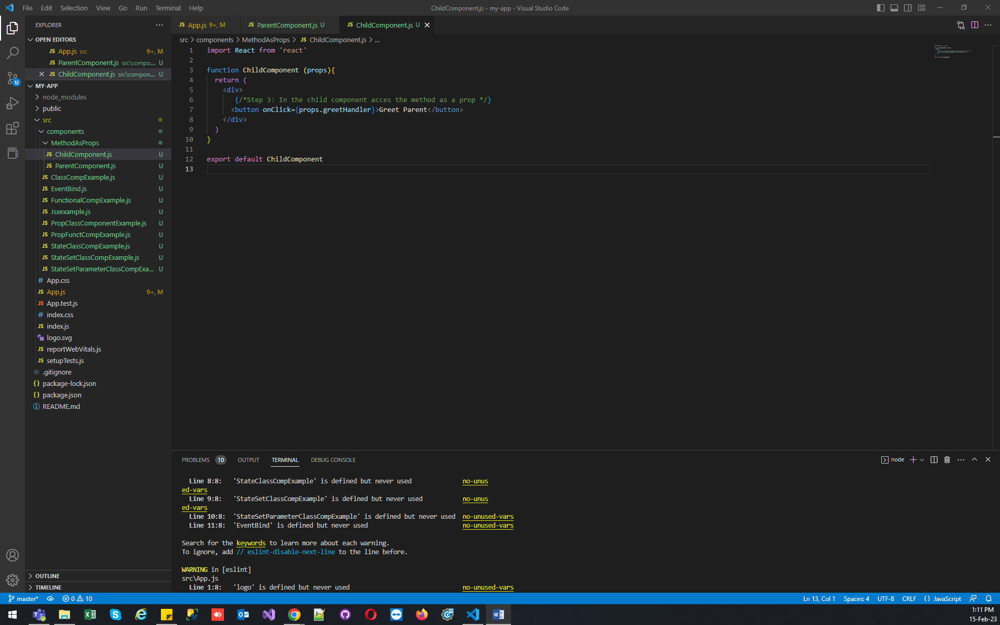 File Edit Selection View Go Run Terminal Help
ChildComponent.js - my-app - Visual Studio Code
EXPLORER
OPEN EDITORS
JS App.js src 9+, M
JS ParentComponent.js src\compo... U
JS ChildComponent.js src\compon... U
MY-APP
node_modules
public
src
components
MethodAsProps
JS ChildComponent.js U
JS ParentComponent.js U
JS ClassCompExample.js U
JS EventBind.js U
JS FunctionalCompExample.js U
JS Jsxexample.js U
JS PropClassComponentExample.js U
JS PropFunctCompExample.js U
JS StateClassCompExample.js U
JS StateSetClassCompExample.js U
JS StateSetParameterClassCompExa... U
# App.css
JS App.js 9+, M
JS App.test.js
# index.css
JS index.js
logo.svg
JS reportWebVitals.js
JS setupTests.js
.gitignore
{} package-lock.json
{} package.json
README.md
OUTLINE
TIMELINE
12
JS App.js 9+, M JS ParentComponent.js U JS ChildComponent.js U
src > components > MethodAsProps > JS ChildComponent.js > ...
1 import React from 'react'
2
3 function ChildComponent (props){
4 return (
5 <div>
6 {/*Step 3: In the child component acces the method as a prop */}
7 <button onClick={props.greetHandler}>Greet Parent</button>
8 </div>
9 )
10 }
11
12 export default ChildComponent
13
PROBLEMS 10 OUTPUT TERMINAL DEBUG CONSOLE
node
Line 8:8: 'StateClassCompExample' is defined but never used no-unus
ed-vars
Line 9:8: 'StateSetClassCompExample' is defined but never used no-unus
ed-vars
Line 10:8: 'StateSetParameterClassCompExample' is defined but never used no-unused-vars
Line 11:8: 'EventBind' is defined but never used no-unused-vars
Search for the keywords to learn more about each warning.
To ignore, add // eslint-disable-next-line to the line before.
WARNING in [eslint]
src\App.js
Line 1:8: 'logo' is defined but never used no-unused-vars
master* 0 10
Ln 13, Col 1 Spaces: 4 UTF-8 CRLF {} JavaScript
1:11 PM
15-Feb-23